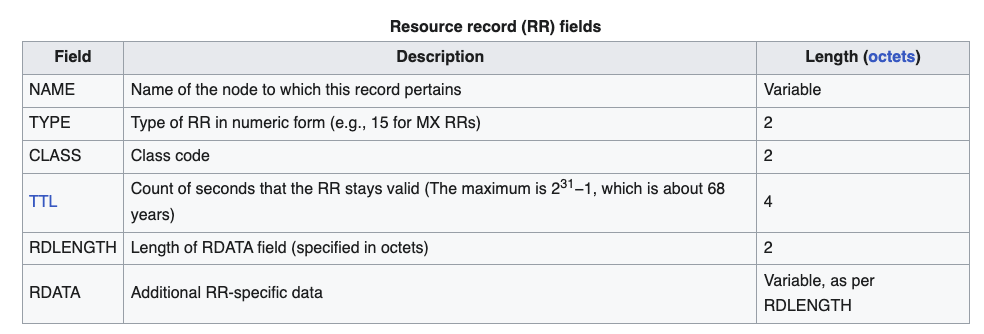 Resource record (RR) fields
Field Description Length (octets)
NAME Name of the node to which this record pertains Variable
TYPE Type of RR in numeric form (e.g., 15 for MX RRs) 2
CLASS Class code 2
TTL Count of seconds that the RR stays valid (The maximum is 2³¹−1, which is about 68
years) 4
RDLENGTH Length of RDATA field (specified in octets) 2
RDATA Additional RR-specific data Variable, as per
RDLENGTH